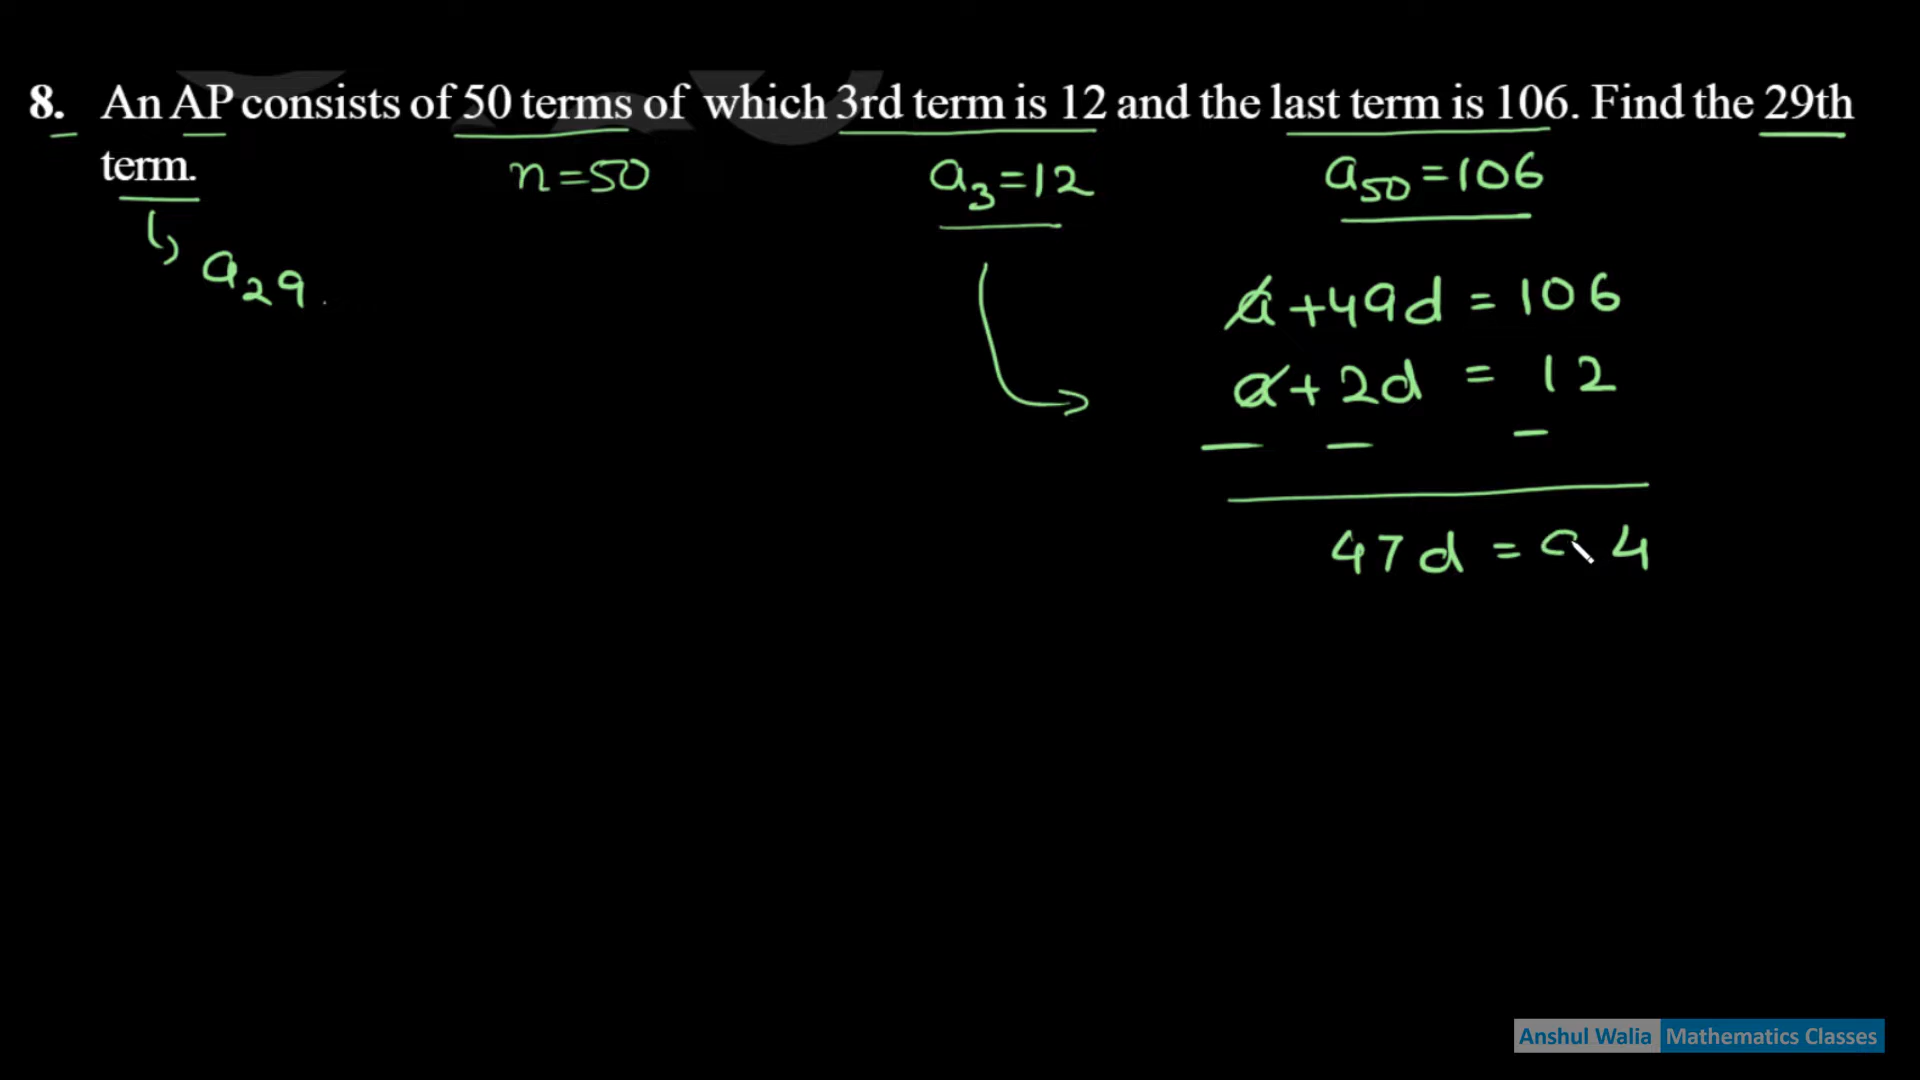 8. An AP consists of 50 terms of which 3rd term is 12 and the last term is 106. Find the 29th
term.
n=50
a3=12
a50=106
a29.
a+49d = 106
a+2d = 12
47d = 94
Anshul Walia Mathematics Classes